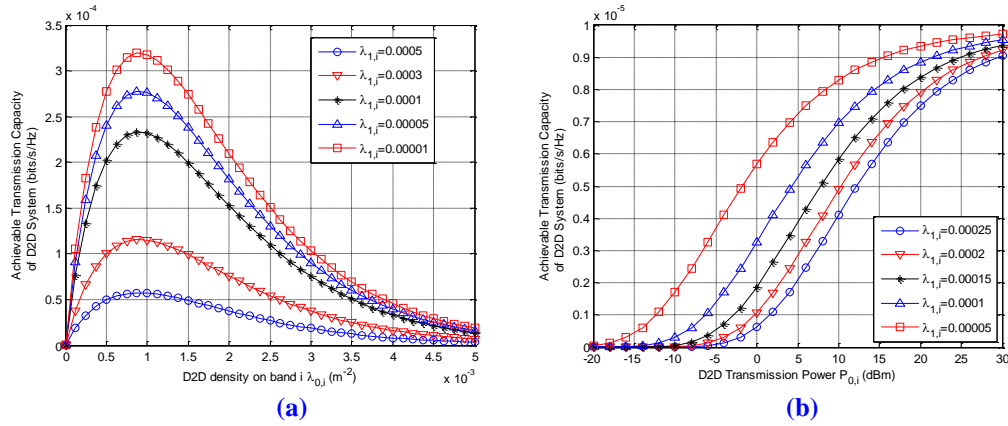 x 10^-4
3.5
3
2.5
2
1.5
1
0.5
0
Achievable Transmission Capacity
of D2D System (bits/s/Hz)
λ1,i=0.0005
λ1,i=0.0003
λ1,i=0.0001
λ1,i=0.00005
λ1,i=0.00001
0 0.5 1 1.5 2 2.5 3 3.5 4 4.5 5
D2D density on band i λ0,i (m^-2)
x 10^-3
(a)
x 10^-5
1
0.9
0.8
0.7
0.6
0.5
0.4
0.3
0.2
0.1
0
Achievable Transmission Capacity
of D2D System (bits/s/Hz)
λ1,i=0.00025
λ1,i=0.0002
λ1,i=0.00015
λ1,i=0.0001
λ1,i=0.00005
-20 -10 0 10 20 30
D2D Transmission Power P0,i (dBm)
(b)